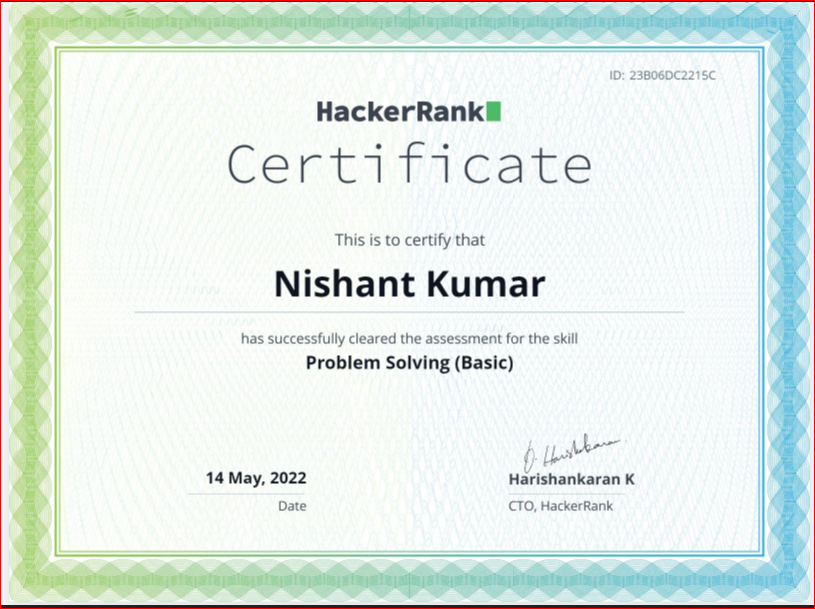 ID: 23B06DC2215C
HackerRank
Certificate
This is to certify that
Nishant Kumar
has successfully cleared the assessment for the skill
Problem Solving (Basic)
14 May, 2022
Date
Harishankaran K
CTO, HackerRank